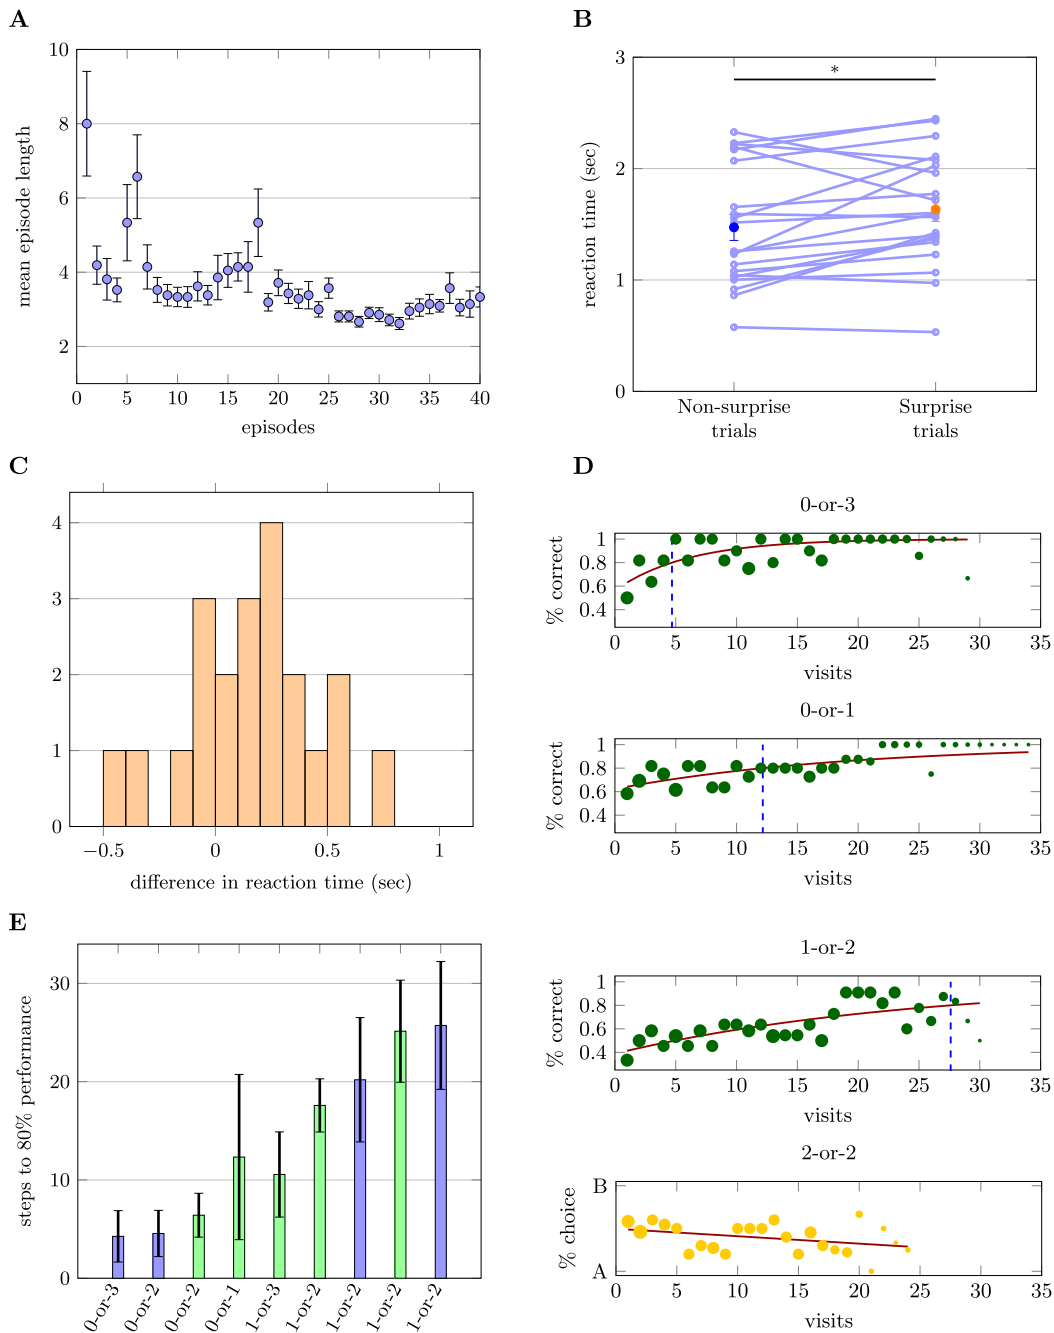 A
10
8
6
4
2
0
5
10
15
20
25
30
35
40
mean episode length
episodes
B
3
2
1
0
*
reaction time (sec)
Non-surprise
trials
Surprise
trials
C
4
3
2
1
0
−0.5
0
0.5
1
difference in reaction time (sec)
D
0-or-3
1
0.8
0.6
0.4
% correct
0
5
10
15
20
25
30
35
visits
0-or-1
1
0.8
0.6
0.4
% correct
0
5
10
15
20
25
30
35
visits
E
30
20
10
0
steps to 80% performance
0-or-3
0-or-2
0-or-2
0-or-1
1-or-3
1-or-2
1-or-2
1-or-2
1-or-2
1-or-2
1
0.8
0.6
0.4
% correct
0
5
10
15
20
25
30
35
visits
2-or-2
B
A
% choice
0
5
10
15
20
25
30
35
visits